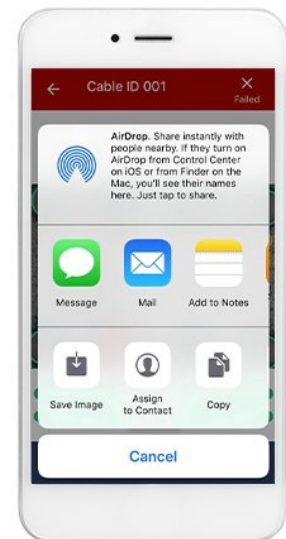 Cable ID 001
Failed
AirDrop. Share instantly with
people nearby. If they turn on
AirDrop from Control Center
on iOS or from Finder on the
Mac, you'll see their names
here. Just tap to share.
Message Mail Add to Notes
Save Image Assign
to Contact Copy
Cancel